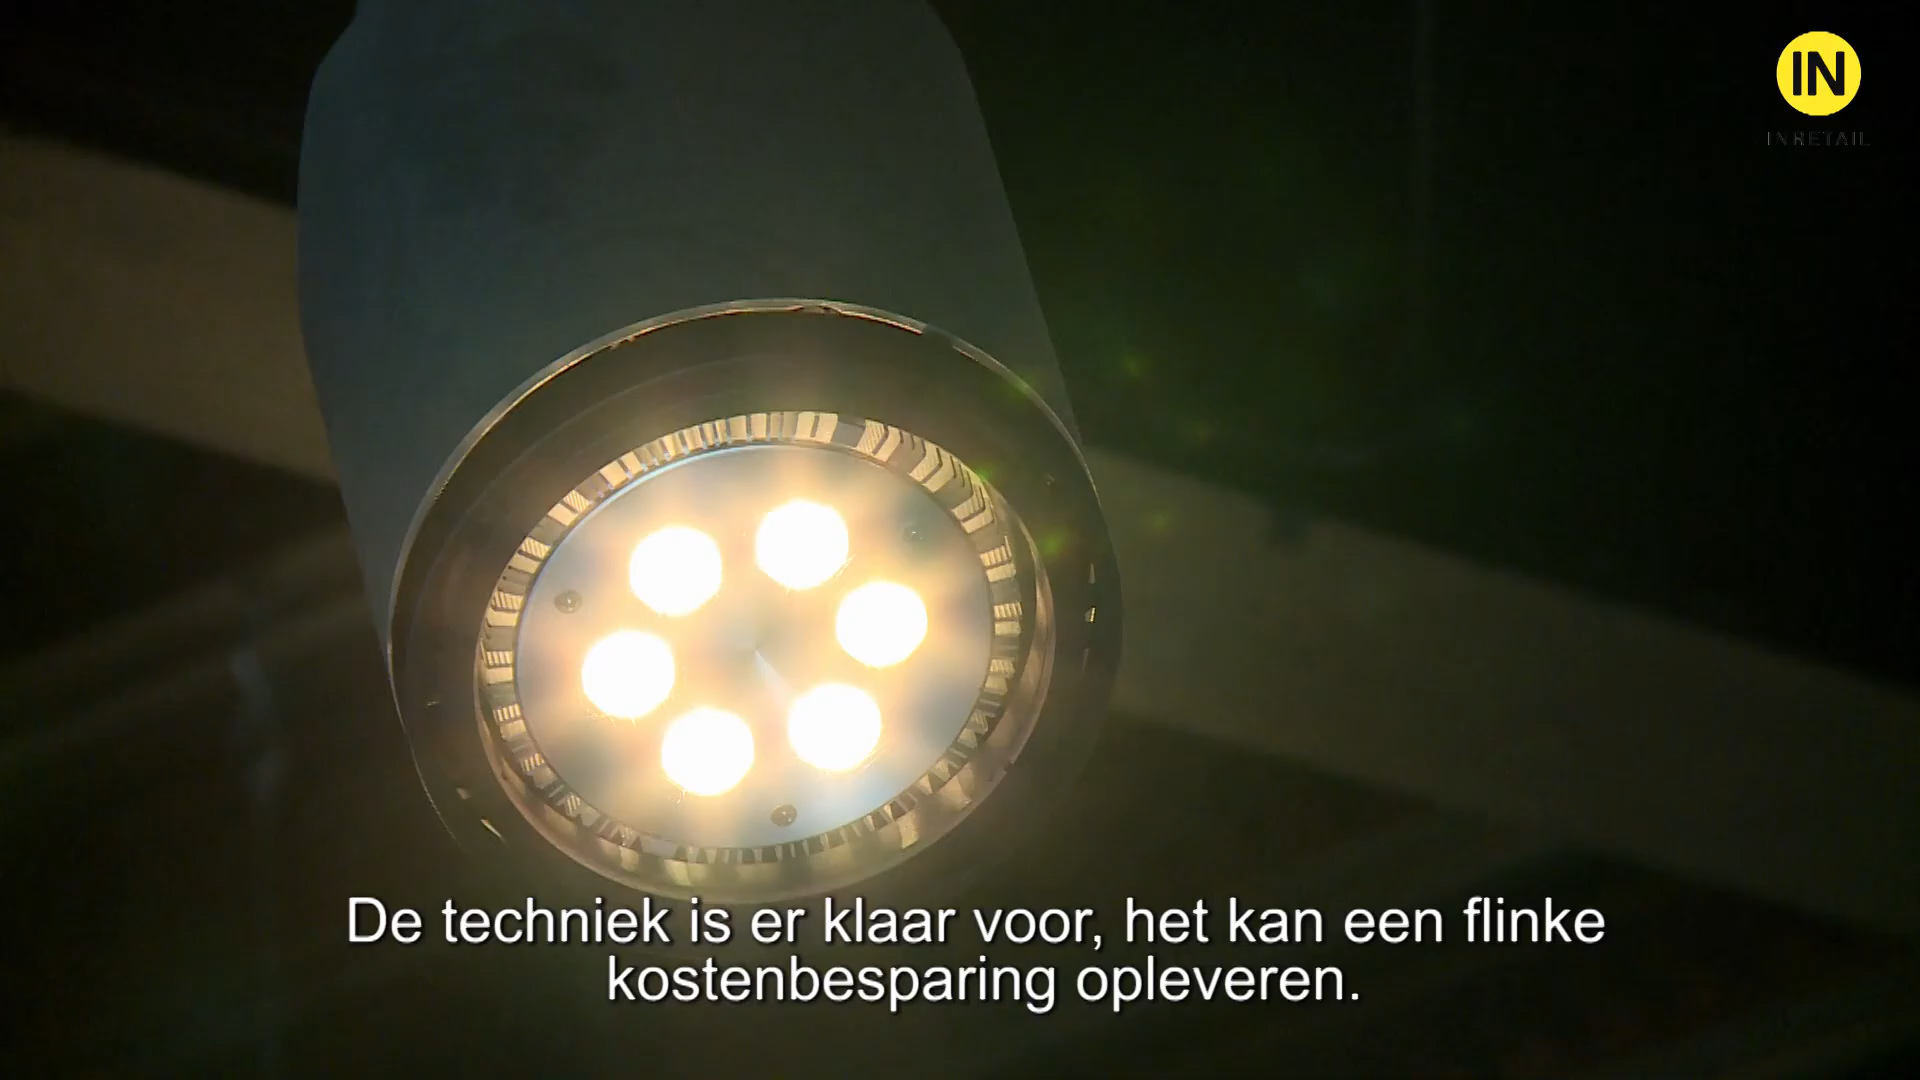 IN
INRETAIL
De techniek is er klaar voor, het kan een flinke
kostenbesparing opleveren.